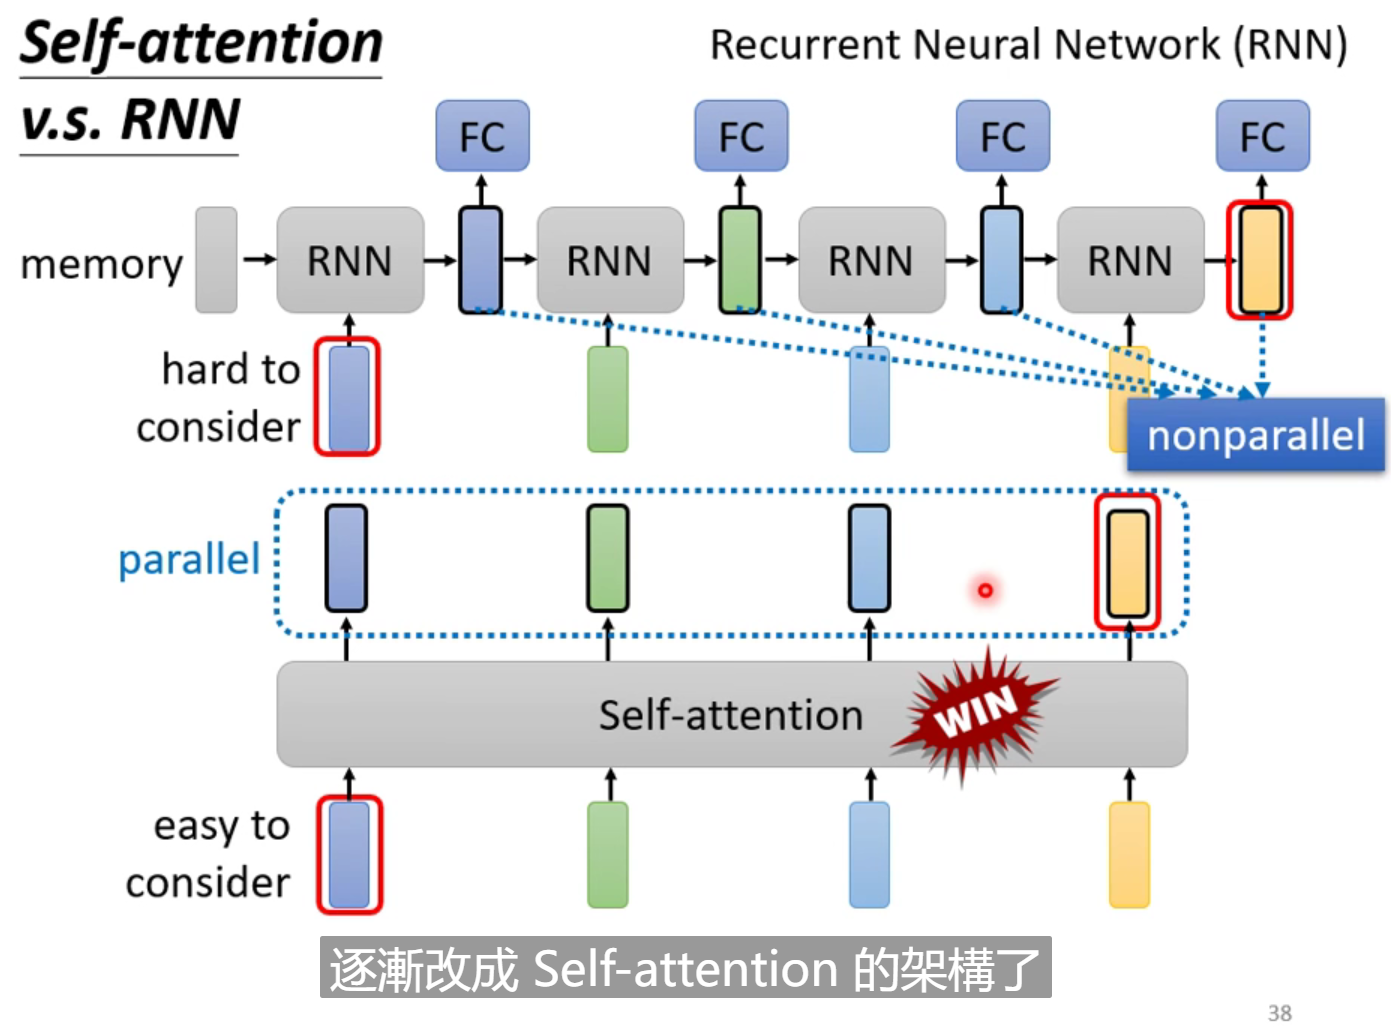 Self-attention
v.s. RNN
Recurrent Neural Network (RNN)
FC FC FC FC
memory RNN RNN RNN RNN
hard to
consider
nonparallel
parallel
Self-attention WIN
easy to
consider
逐漸改成 Self-attention 的架構了
38